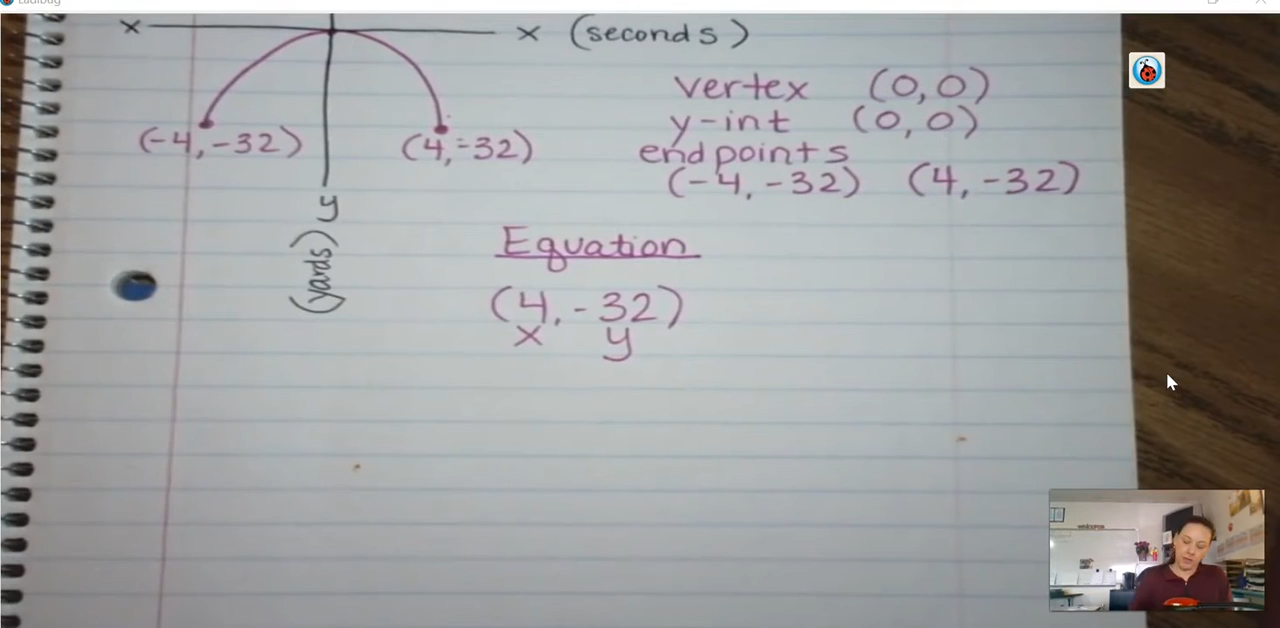 Ladibug
x x (seconds)
(-4,-32) (4,-32)
y
(yards)
vertex (0,0)
y-int (0,0)
endpoints
(-4,-32) (4,-32)
Equation
(4,-32)
x y